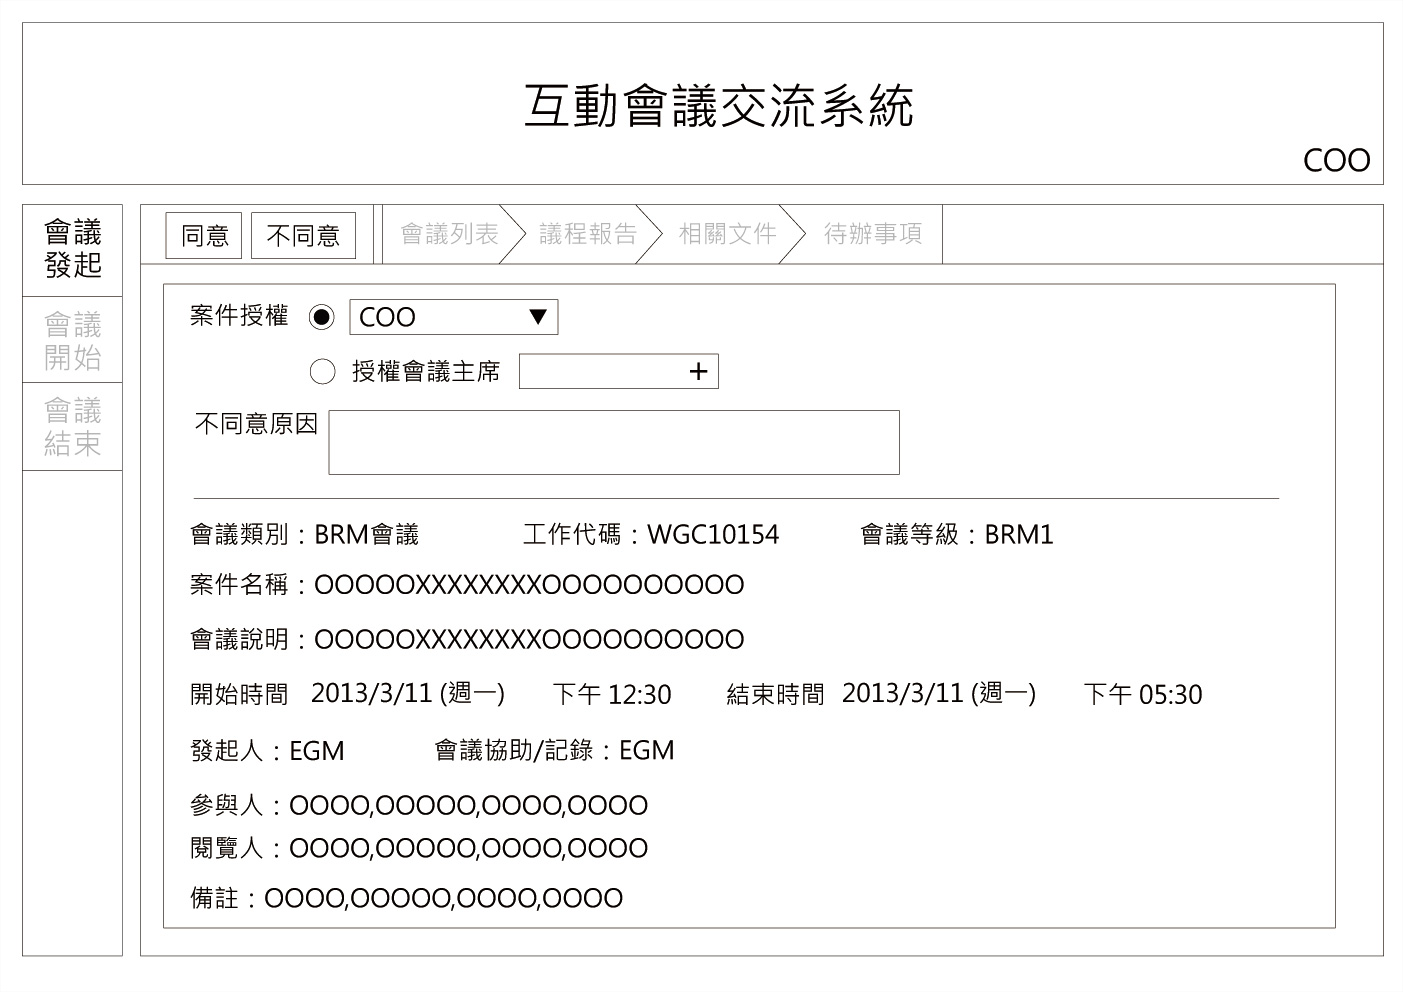 互動會議交流系統
COO
會議
發起
會議
開始
會議
結束
同意 不同意 會議列表 議程報告 相關文件 待辦事項
案件授權 COO ▼
授權會議主席 +
不同意原因
會議類別：BRM會議 工作代碼：WGC10154 會議等級：BRM1
案件名稱：OOOOOXXXXXXXXOOOOOOOOOO
會議說明：OOOOOXXXXXXXXOOOOOOOOOO
開始時間 2013/3/11 (週一) 下午 12:30 結束時間 2013/3/11 (週一) 下午 05:30
發起人：EGM 會議協助/記錄：EGM
參與人：OOOO,OOOOO,OOOO,OOOO
閱覽人：OOOO,OOOOO,OOOO,OOOO
備註：OOOO,OOOOO,OOOO,OOOO